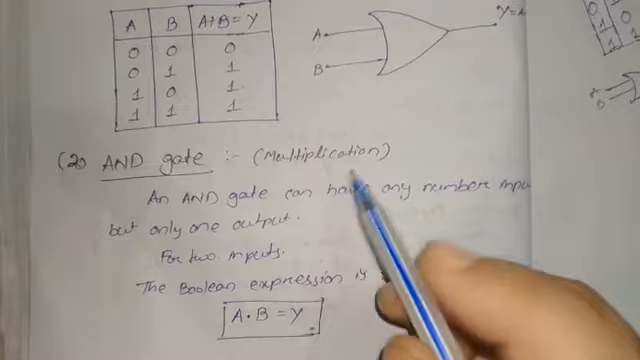 A B A+B=Y
0 0 0
0 1 1
1 0 1
1 1 1
A
B
Y=
(2) AND gate :- (Multiplication)
An AND gate can have any number inpu
but only one output.
For two inputs.
The Boolean expression is
A · B = Y